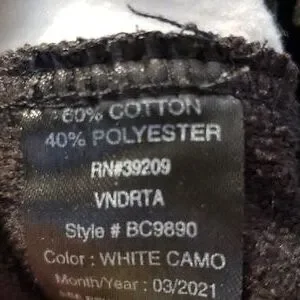 60% COTTON
40% POLYESTER
RN#39209
VNDRTA
Style # BC9890
Color : WHITE CAMO
Month/Year : 03/2021